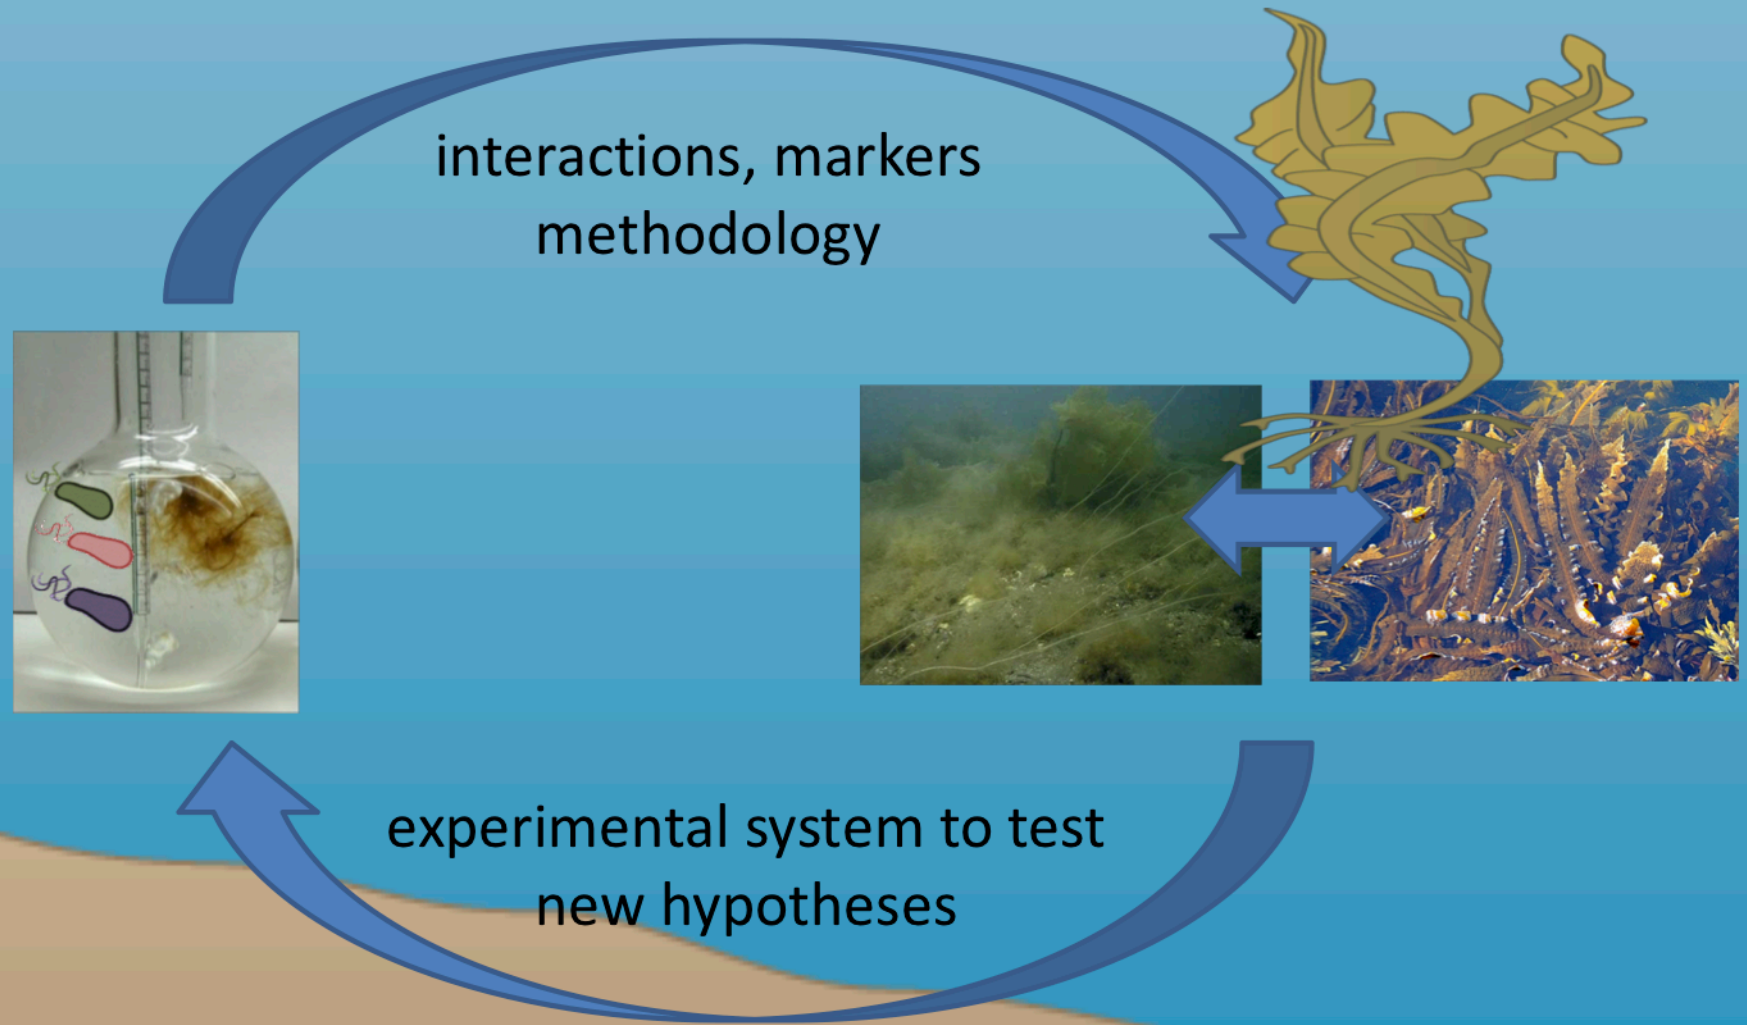 interactions, markers
methodology
experimental system to test
new hypotheses